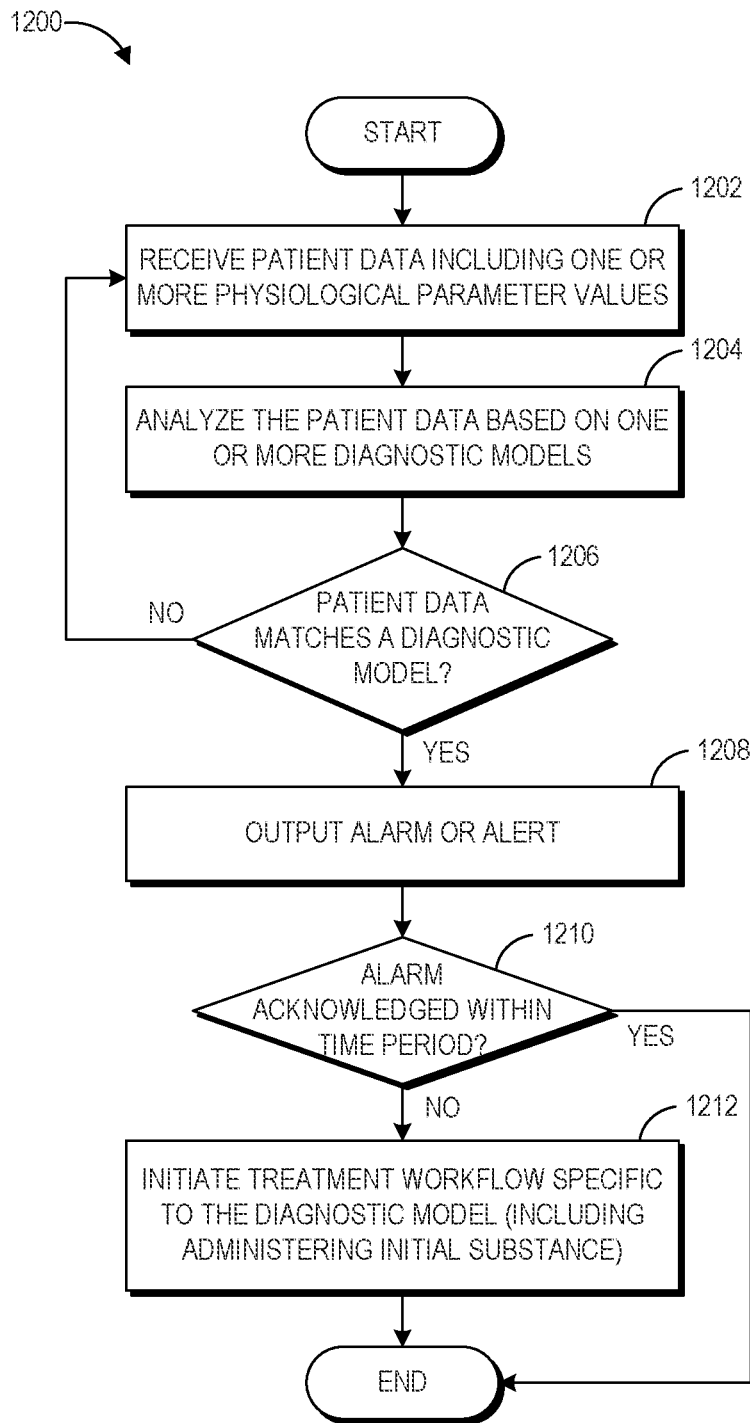 1200
START
1202
RECEIVE PATIENT DATA INCLUDING ONE OR
MORE PHYSIOLOGICAL PARAMETER VALUES
1204
ANALYZE THE PATIENT DATA BASED ON ONE
OR MORE DIAGNOSTIC MODELS
1206
PATIENT DATA
MATCHES A DIAGNOSTIC
MODEL?
NO
YES
1208
OUTPUT ALARM OR ALERT
1210
ALARM
ACKNOWLEDGED WITHIN
TIME PERIOD?
YES
NO
1212
INITIATE TREATMENT WORKFLOW SPECIFIC
TO THE DIAGNOSTIC MODEL (INCLUDING
ADMINISTERING INITIAL SUBSTANCE)
END